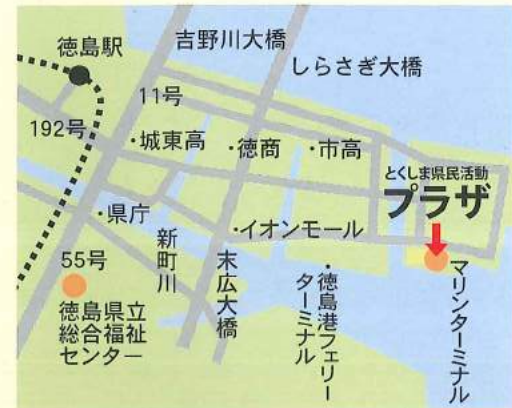 徳島駅
吉野川大橋
しらさぎ大橋
11号
192号
・城東高
・徳商
・市高
とくしま県民活動
プラザ
・県庁
新町川
・イオンモール
末広大橋
・徳島港フェリー
ターミナル
マリンターミナル
55号
徳島県立
総合福祉
センター